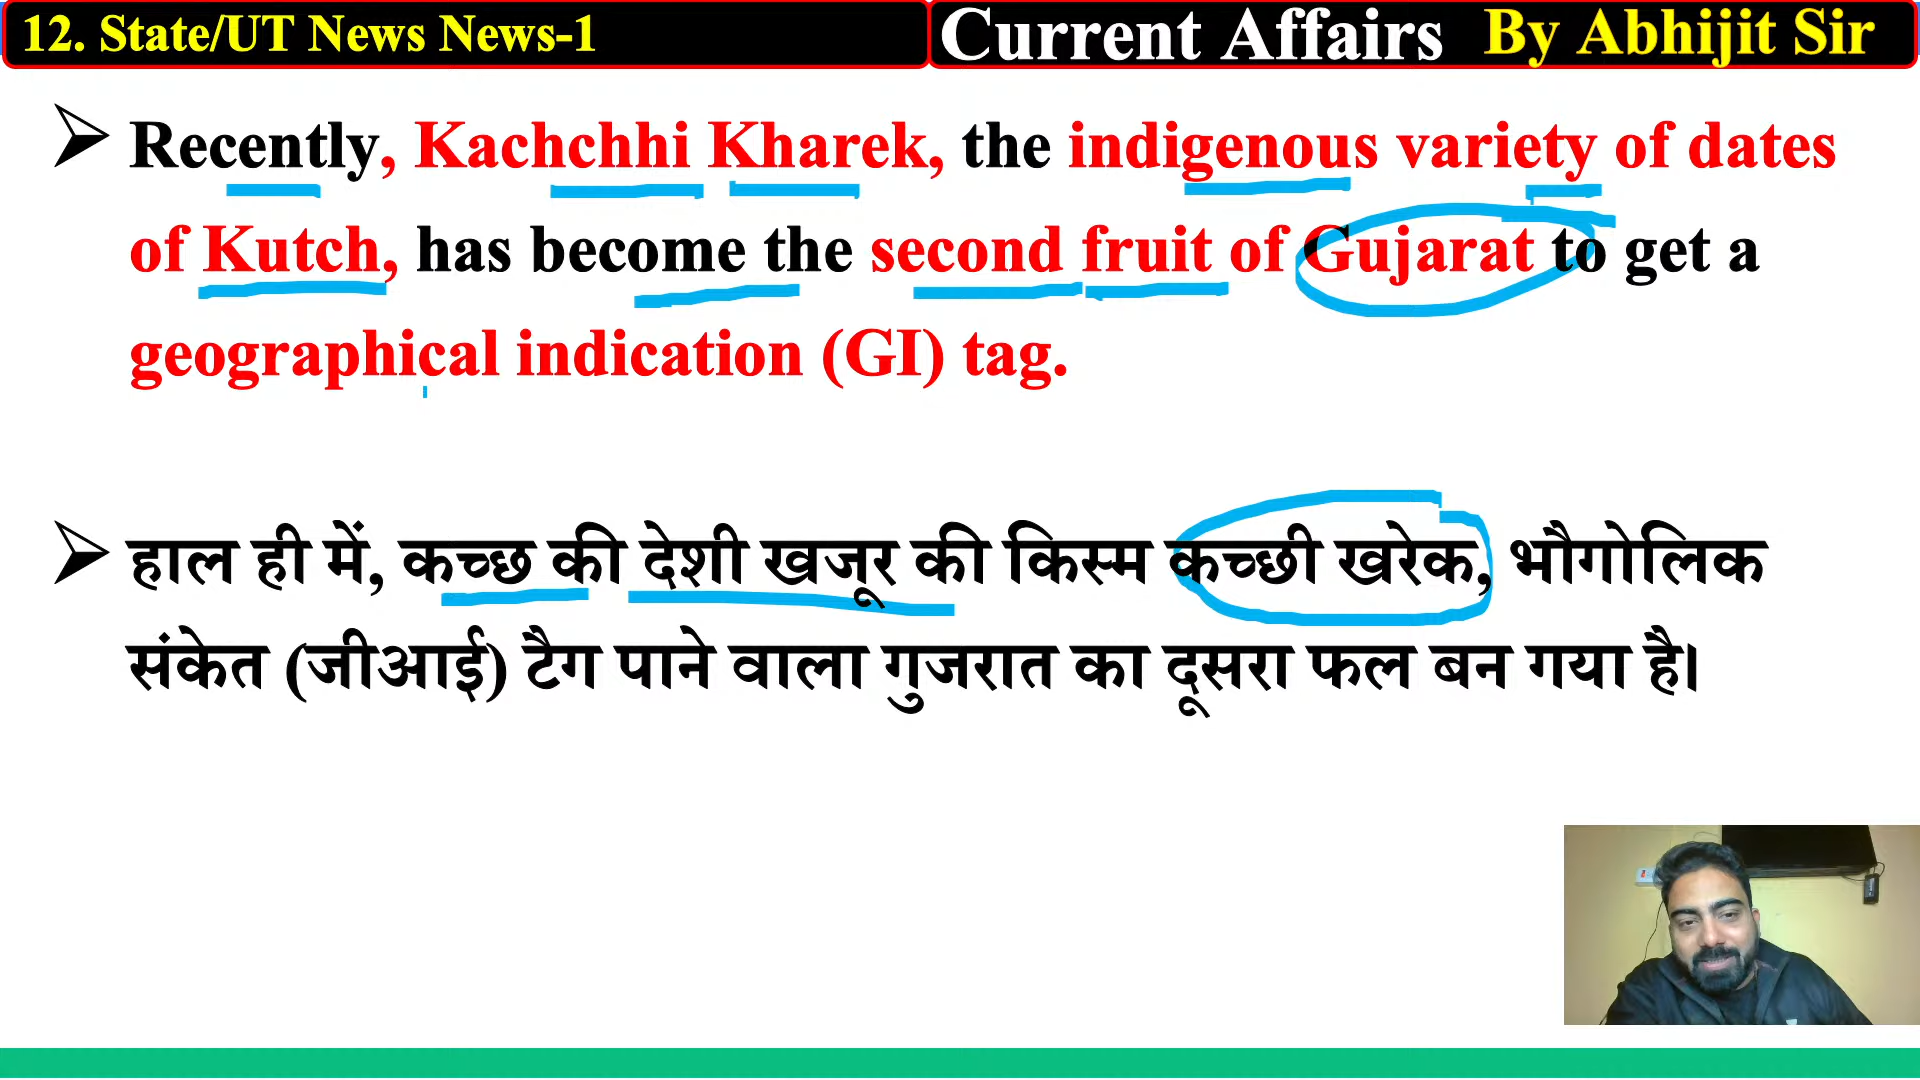 12. State/UT News News-1
Current Affairs By Abhijit Sir
Recently, Kachchhi Kharek, the indigenous variety of dates
of Kutch, has become the second fruit of Gujarat to get a
geographical indication (GI) tag.
हाल ही में, कच्छ की देशी खजूर की किस्म कच्छी खरेक, भौगोलिक
संकेत (जीआई) टैग पाने वाला गुजरात का दूसरा फल बन गया है।